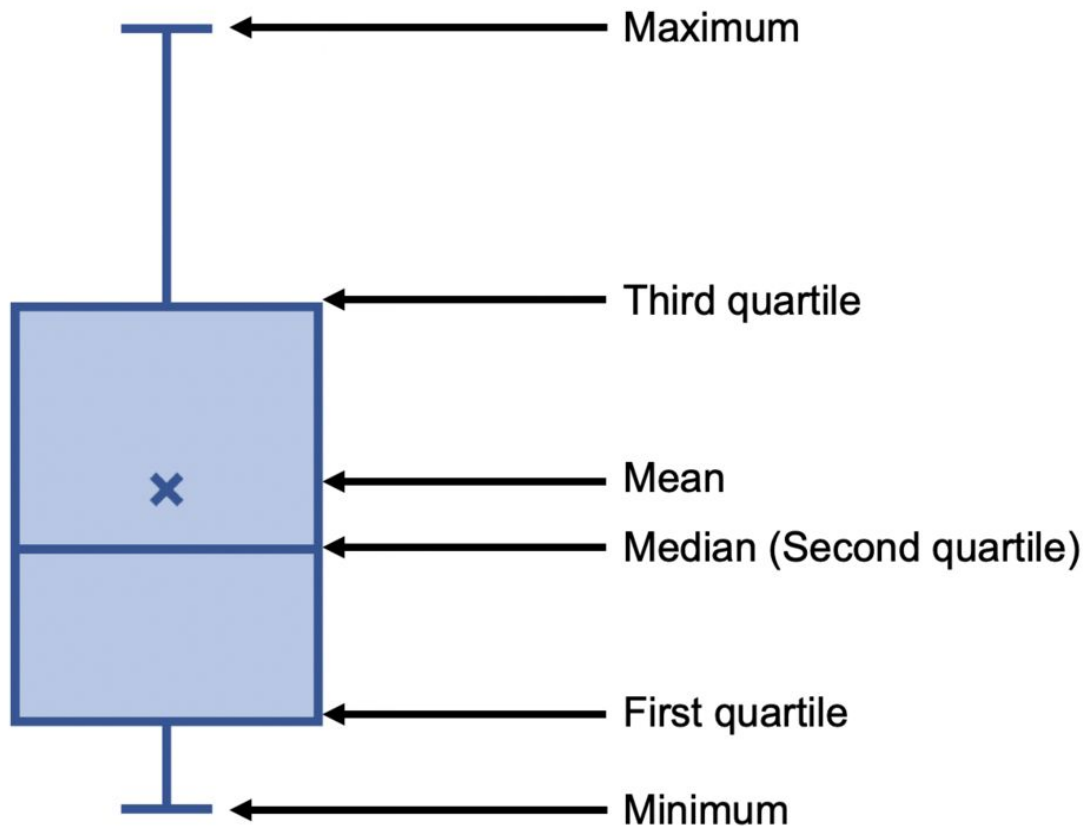 Maximum
Third quartile
Mean
Median (Second quartile)
First quartile
Minimum